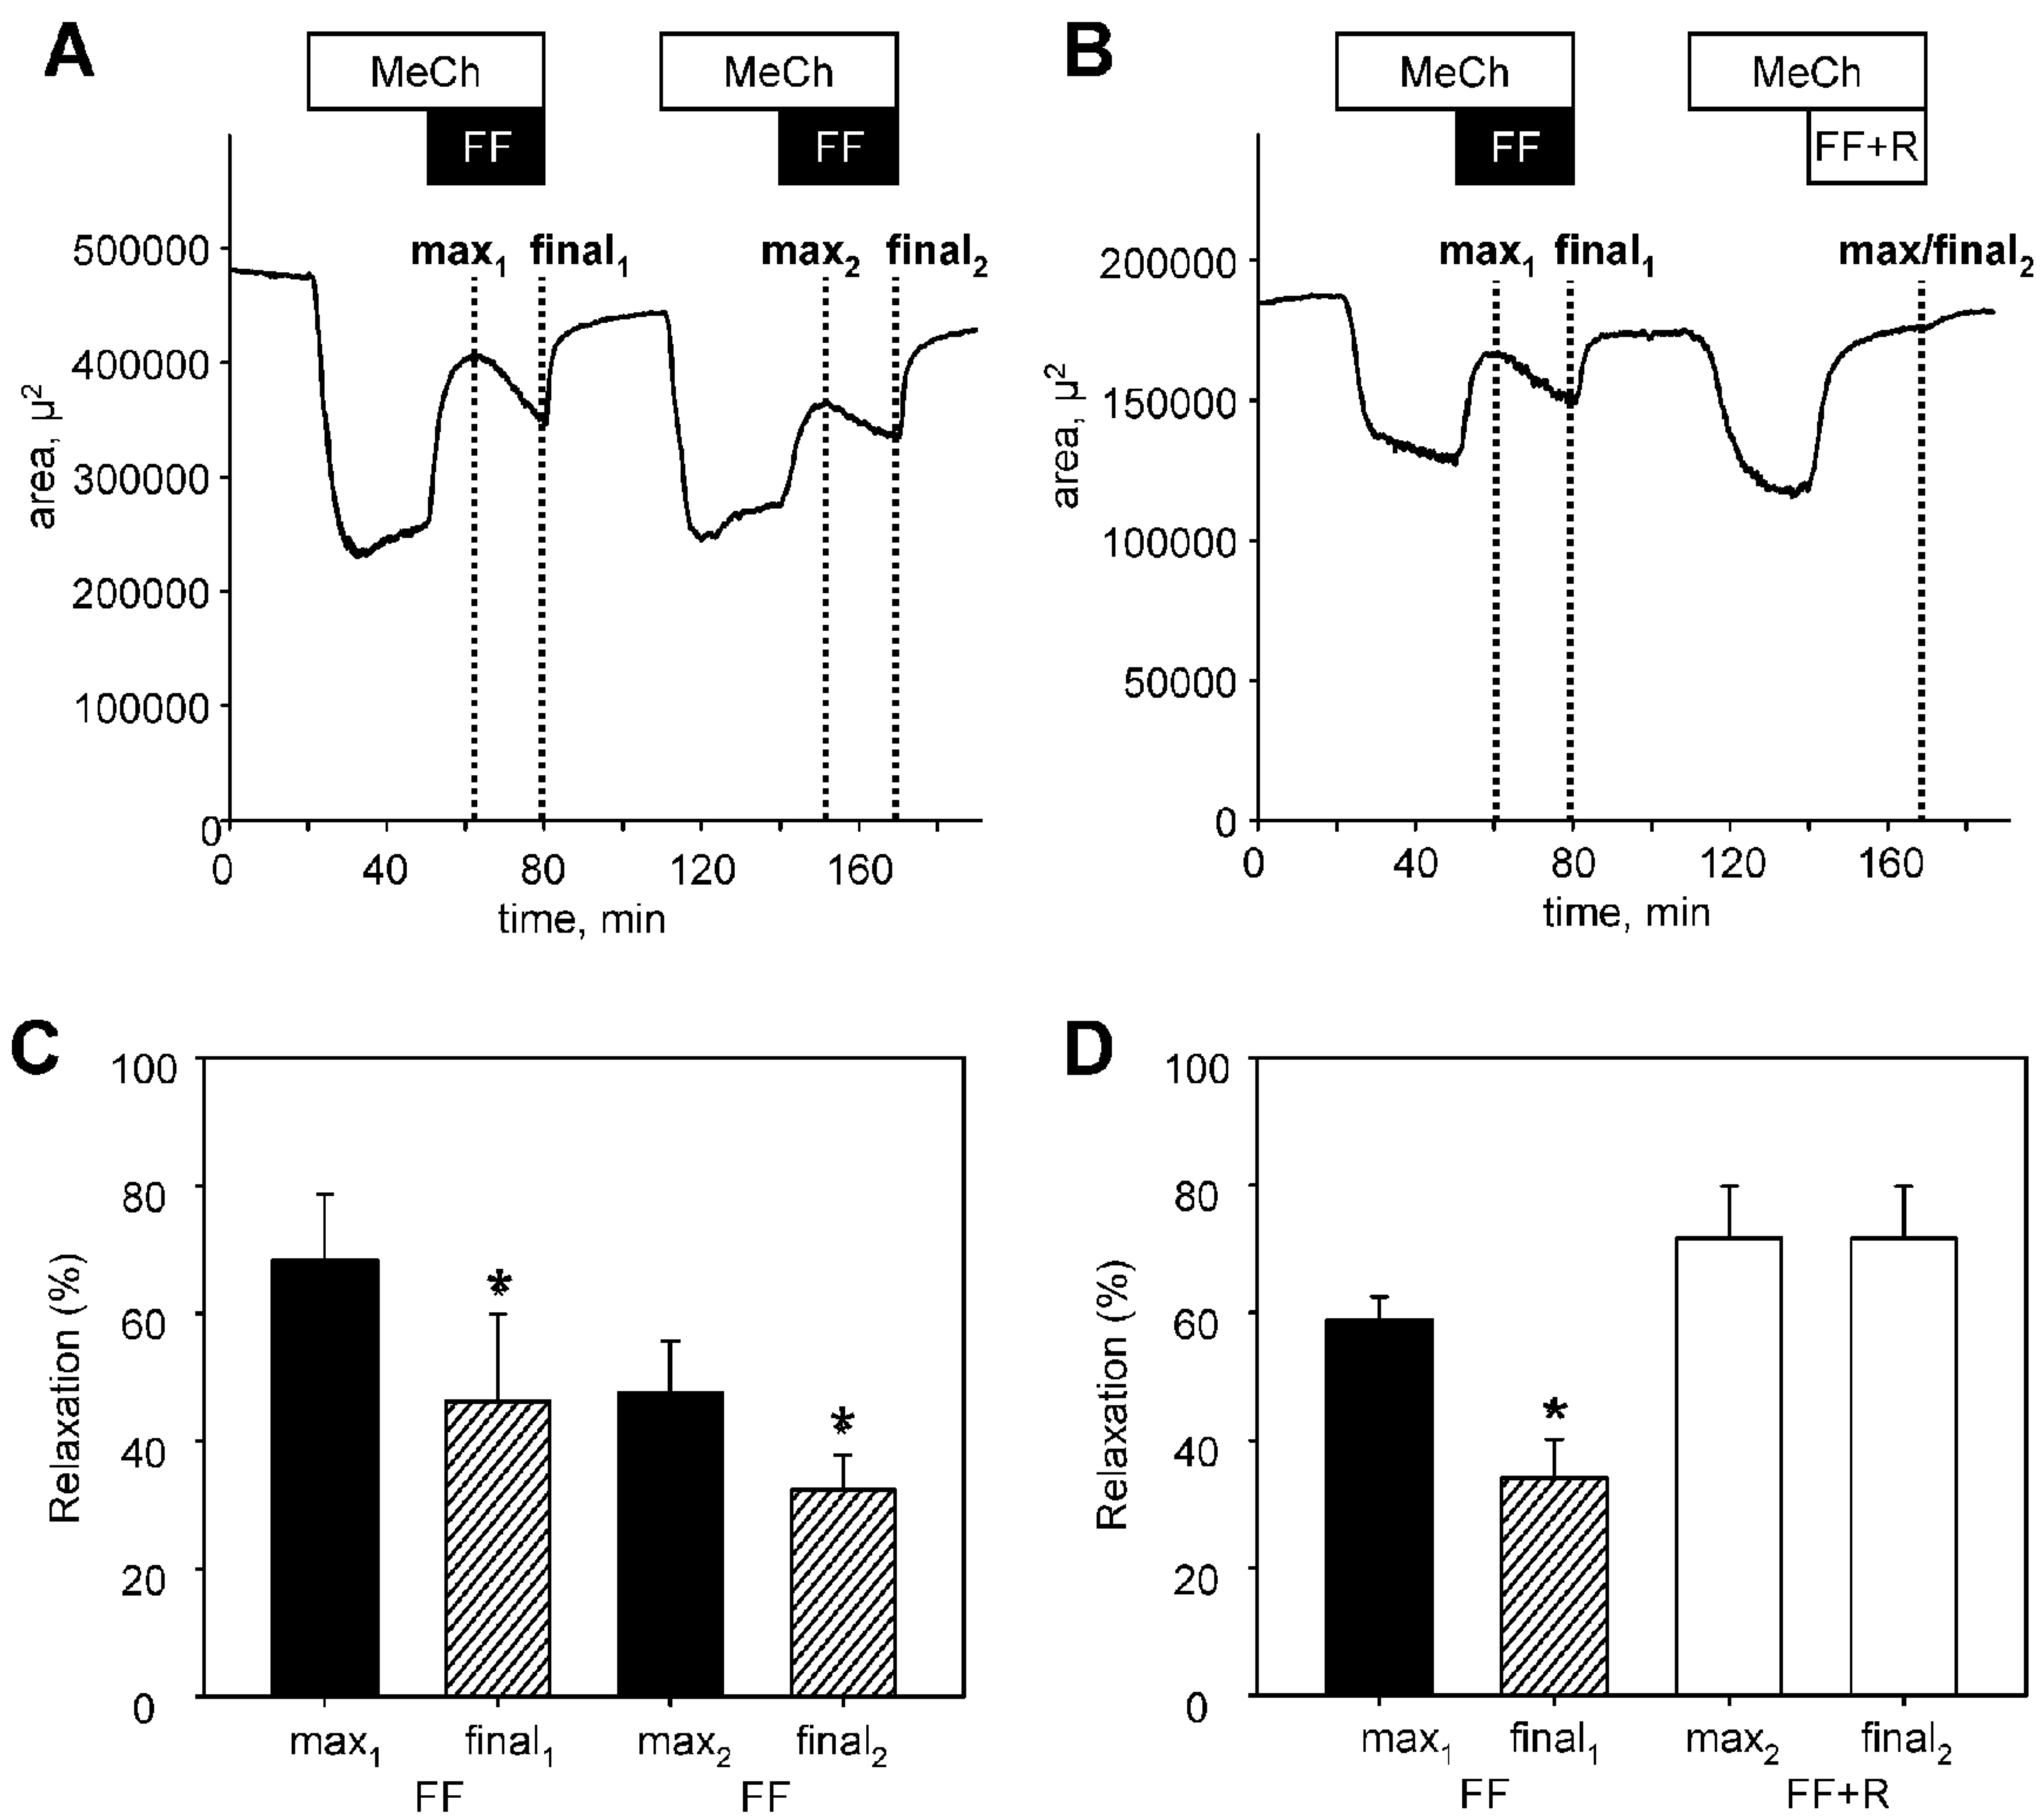 A
MeCh
MeCh
FF
FF
max₁
final₁
max₂
final₂
500000
400000
300000
200000
100000
0
area, µ²
0
40
80
120
160
time, min
B
MeCh
MeCh
FF
FF+R
max₁
final₁
max/final₂
200000
150000
100000
50000
0
area, µ²
0
40
80
120
160
time, min
C
100
80
60
40
20
0
Relaxation (%)
*
*
max₁
final₁
max₂
final₂
FF
FF
D
100
80
60
40
20
0
Relaxation (%)
*
max₁
final₁
max₂
final₂
FF
FF+R